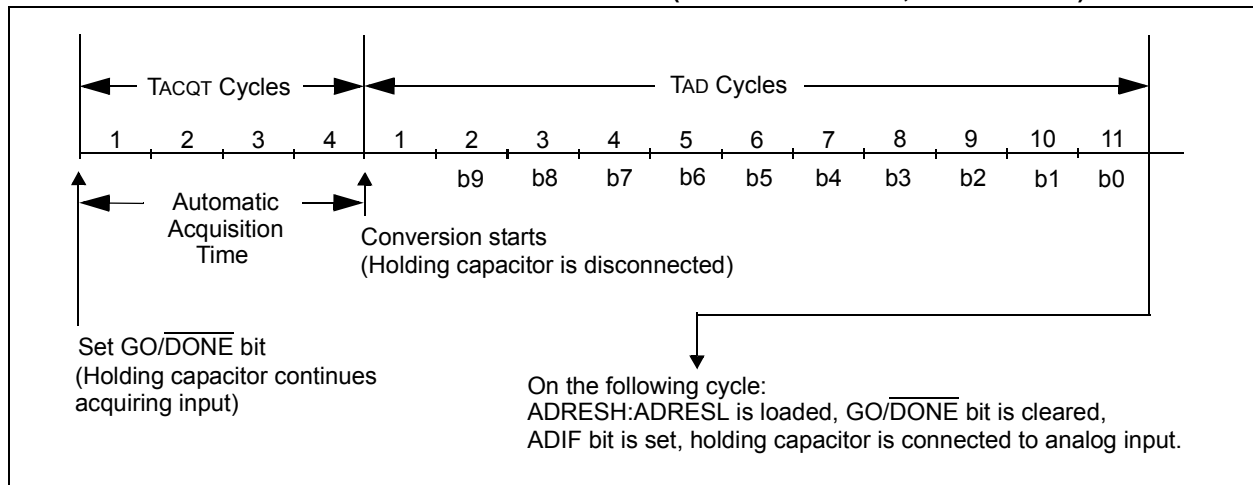 TACQT Cycles
TAD Cycles
1 2 3 4 1 2 3 4 5 6 7 8 9 10 11
b9 b8 b7 b6 b5 b4 b3 b2 b1 b0
Automatic
Acquisition
Time
Conversion starts
(Holding capacitor is disconnected)
Set GO/DONE bit
(Holding capacitor continues
acquiring input)
On the following cycle:
ADRESH:ADRESL is loaded, GO/DONE bit is cleared,
ADIF bit is set, holding capacitor is connected to analog input.